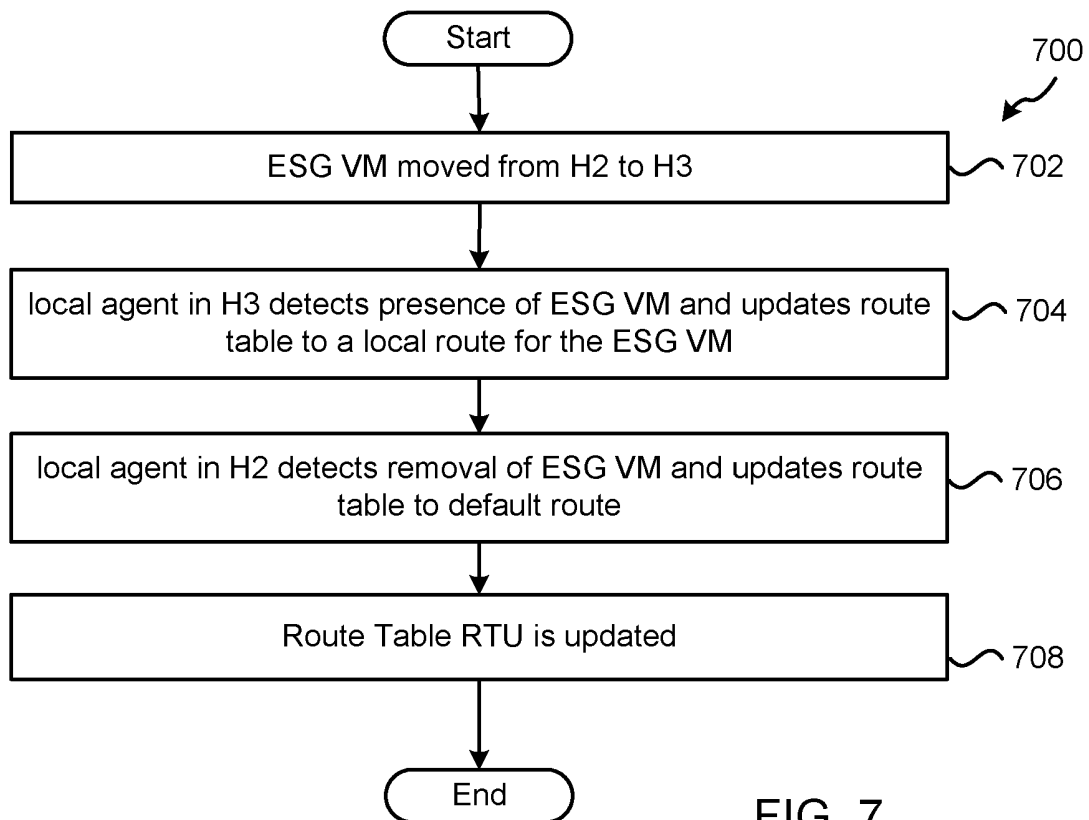 Start
700
ESG VM moved from H2 to H3
702
local agent in H3 detects presence of ESG VM and updates route
table to a local route for the ESG VM
704
local agent in H2 detects removal of ESG VM and updates route
table to default route
706
Route Table RTU is updated
708
End
FIG. 7